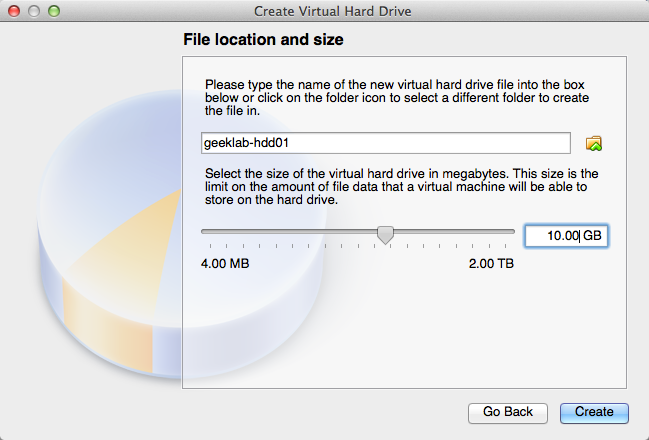 Create Virtual Hard Drive
File location and size
Please type the name of the new virtual hard drive file into the box
below or click on the folder icon to select a different folder to create
the file in.
geeklab-hdd01
Select the size of the virtual hard drive in megabytes. This size is the
limit on the amount of file data that a virtual machine will be able to
store on the hard drive.
10.00 GB
4.00 MB 2.00 TB
Go Back Create